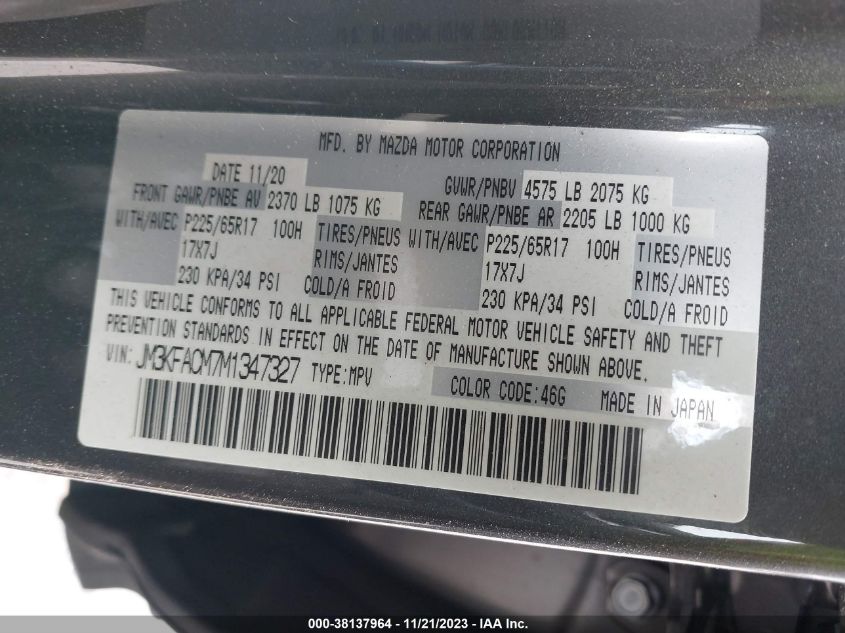 MFD. BY MAZDA MOTOR CORPORATION
DATE 11/20 GVWR/PNBV 4575 LB 2075 KG
FRONT GAWR/PNBE AV 2370 LB 1075 KG REAR GAWR/PNBE AR 2205 LB 1000 KG
WITH/AVEC P225/65R17 100H TIRES/PNEUS WITH/AVEC P225/65R17 100H TIRES/PNEUS
17X7J RIMS/JANTES 17X7J RIMS/JANTES
230 KPA/34 PSI COLD/A FROID 230 KPA/34 PSI COLD/A FROID
THIS VEHICLE CONFORMS TO ALL APPLICABLE FEDERAL MOTOR VEHICLE SAFETY AND THEFT
PREVENTION STANDARDS IN EFFECT ON THE DATE OF MANUFACTURE SHOWN ABOVE.
VIN: JM3KFACM7M1347327 TYPE:MPV COLOR CODE:46G MADE IN JAPAN
000-38137964 - 11/21/2023 - IAA, Inc.